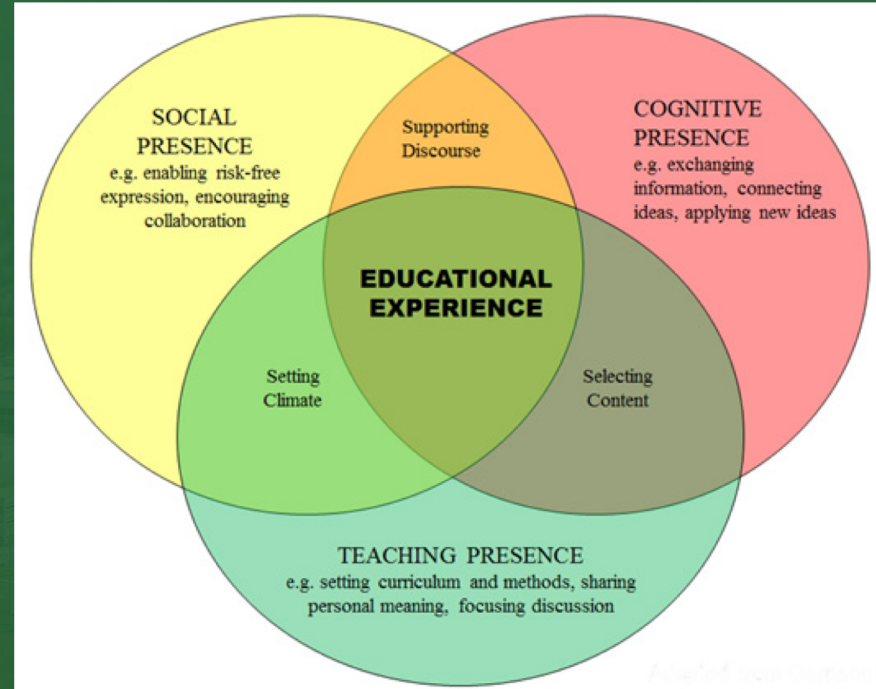 SOCIAL
PRESENCE
e.g. enabling risk-free
expression, encouraging
collaboration
Supporting
Discourse
COGNITIVE
PRESENCE
e.g. exchanging
information, connecting
ideas, applying new ideas
EDUCATIONAL
EXPERIENCE
Setting
Climate
Selecting
Content
TEACHING PRESENCE
e.g. setting curriculum and methods, sharing
personal meaning, focusing discussion